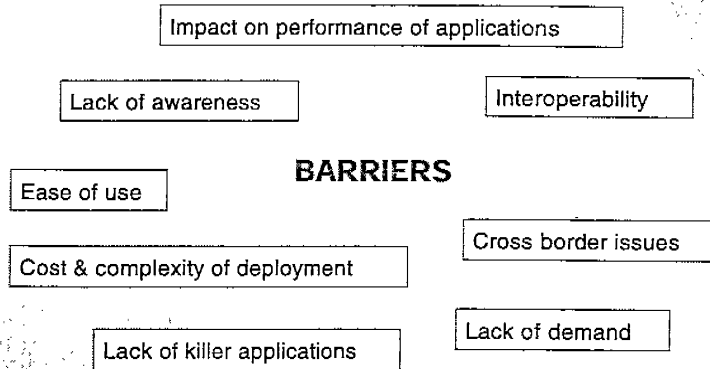 Impact on performance of applications
Lack of awareness
Interoperability
BARRIERS
Ease of use
Cross border issues
Cost & complexity of deployment
Lack of demand
Lack of killer applications